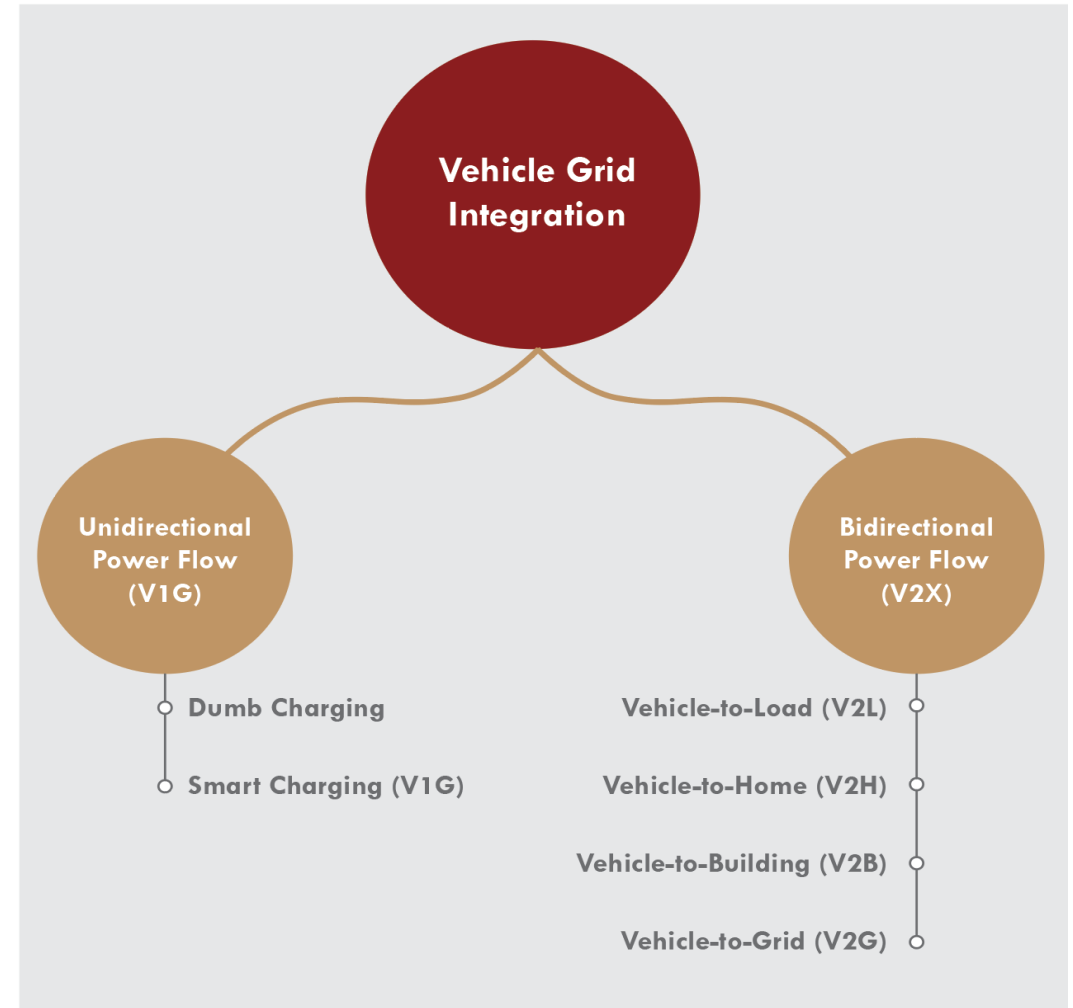 Vehicle Grid
Integration
Unidirectional
Power Flow
(V1G)
Dumb Charging
Smart Charging (V1G)
Bidirectional
Power Flow
(V2X)
Vehicle-to-Load (V2L)
Vehicle-to-Home (V2H)
Vehicle-to-Building (V2B)
Vehicle-to-Grid (V2G)